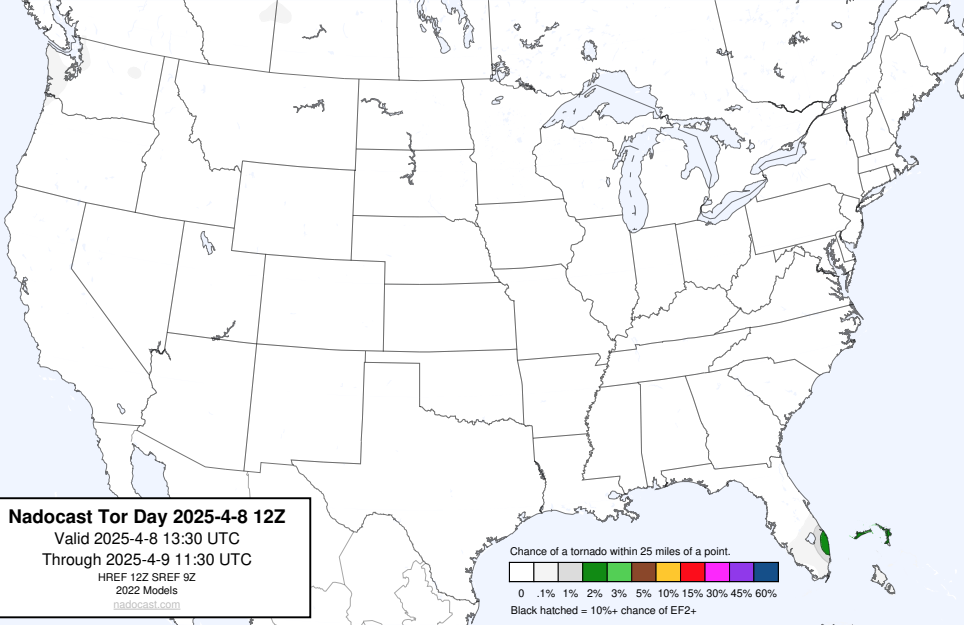 Nadocast Tor Day 2025-4-8 12Z
Valid 2025-4-8 13:30 UTC
Through 2025-4-9 11:30 UTC
HREF 12Z SREF 9Z
2022 Models
nadocast.com
Chance of a tornado within 25 miles of a point.
0 .1% 1% 2% 3% 5% 10% 15% 30% 45% 60%
Black hatched = 10%+ chance of EF2+